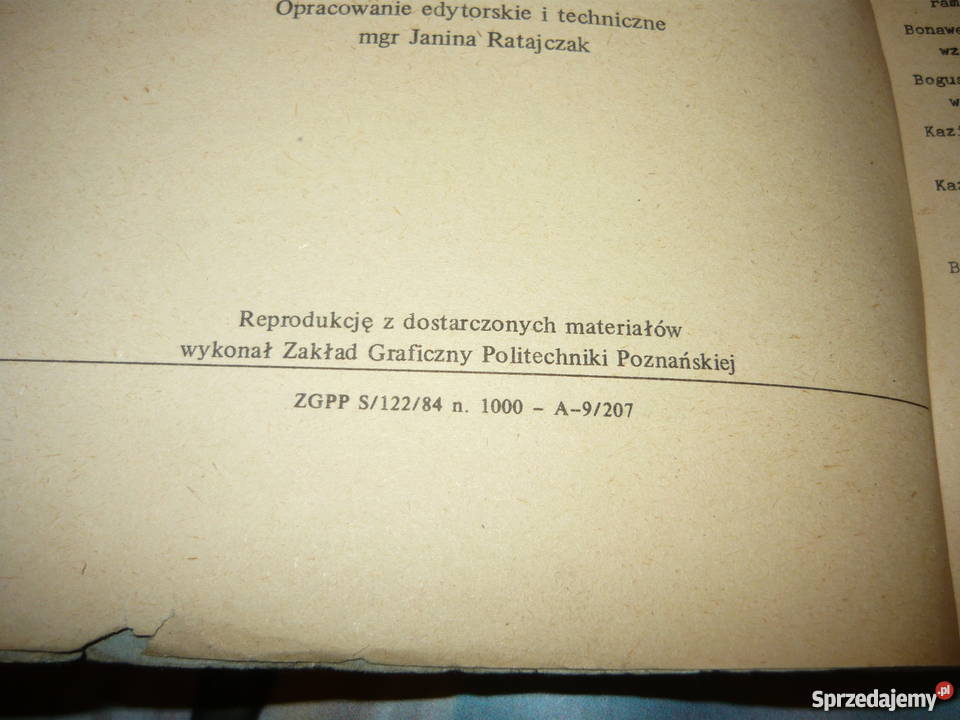 Opracowanie edytorskie i techniczne
mgr Janina Ratajczak
Reprodukcję z dostarczonych materiałów
wykonał Zakład Graficzny Politechniki Poznańskiej
ZGPP S/122/84 n. 1000 – A–9/207
Sprzedajemy.pl